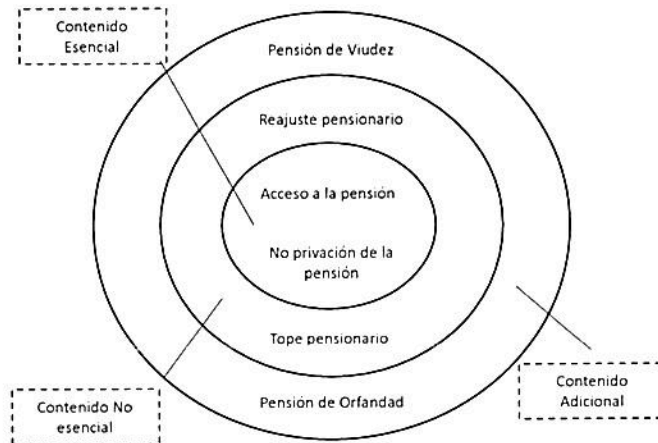 Contenido
Esencial
Pensión de Viudez
Reajuste pensionario
Acceso a la pensión
No privación de la
pensión
Tope pensionario
Pensión de Orfandad
Contenido No
esencial
Contenido
Adicional